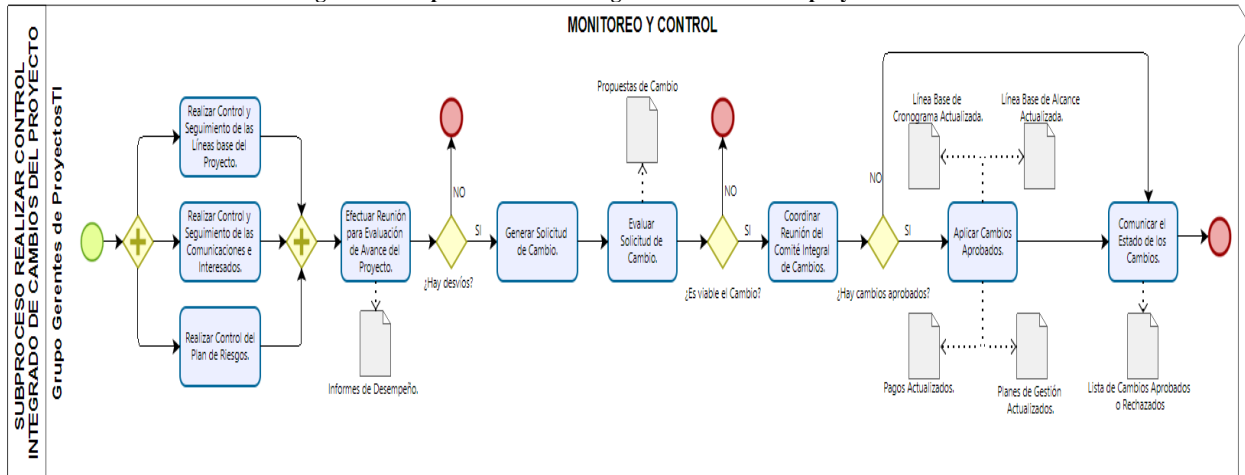 MONITOREO Y CONTROL
SUBPROCESO REALIZAR CONTROL
INTEGRADO DE CAMBIOS DEL PROYECTO
Grupo Gerentes de ProyectosTI
Realizar Control y
Seguimiento de las
Líneas base del
Proyecto.
Realizar Control y
Seguimiento de las
Comunicaciones e
Interesados.
Realizar Control del
Plan de Riesgos.
Efectuar Reunión
para Evaluación de
Avance del
Proyecto.
Informes de Desempeño.
NO
¿Hay desvíos?
SI
Generar Solicitud
de Cambio.
Propuestas de Cambio
Evaluar
Solicitud de
Cambio.
NO
¿Es viable el Cambio?
SI
Coordinar
Reunión del
Comité Integral
de Cambios.
NO
¿Hay cambios aprobados?
SI
Línea Base de
Cronograma Actualizada.
Línea Base de Alcance
Actualizada.
Aplicar Cambios
Aprobados.
Pagos Actualizados.
Planes de Gestión
Actualizados.
Comunicar el
Estado de los
Cambios.
Lista de Cambios Aprobados
o Rechazados